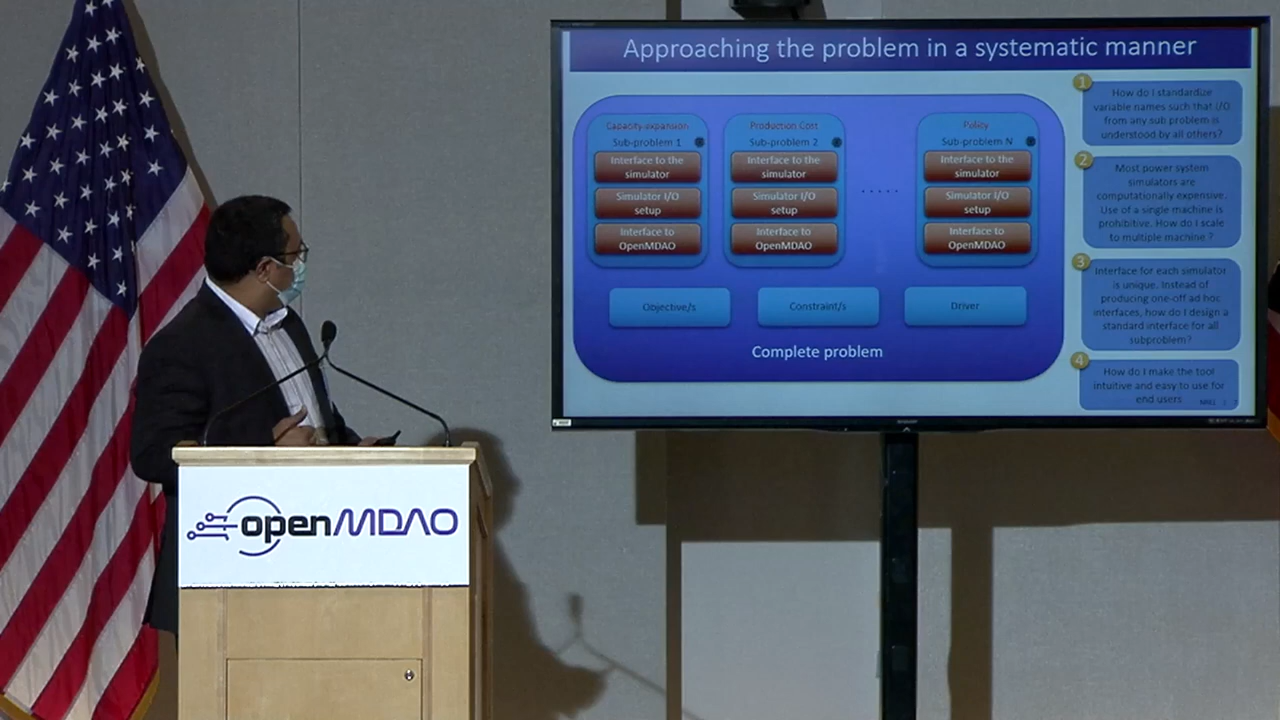 Approaching the problem in a systematic manner
Capacity expansion
Sub-problem 1
Interface to the
simulator
Simulator I/O
setup
Interface to
OpenMDAO
Production Cost
Sub-problem 2
Interface to the
simulator
Simulator I/O
setup
Interface to
OpenMDAO
.....
Policy
Sub-problem N
Interface to the
simulator
Simulator I/O
setup
Interface to
OpenMDAO
Objective/s
Constraint/s
Driver
Complete problem
1
How do I standardize
variable names such that I/O
from any sub problem is
understood by all others?
2
Most power system
simulators are
computationally expensive.
Use of a single machine is
prohibitive. How do I scale
to multiple machine ?
3
Interface for each simulator
is unique. Instead of
producing one-off ad hoc
interfaces, how do I design a
standard interface for all
subproblem?
4
How do I make the tool
intuitive and easy to use for
end users
NREL |
openMDAO